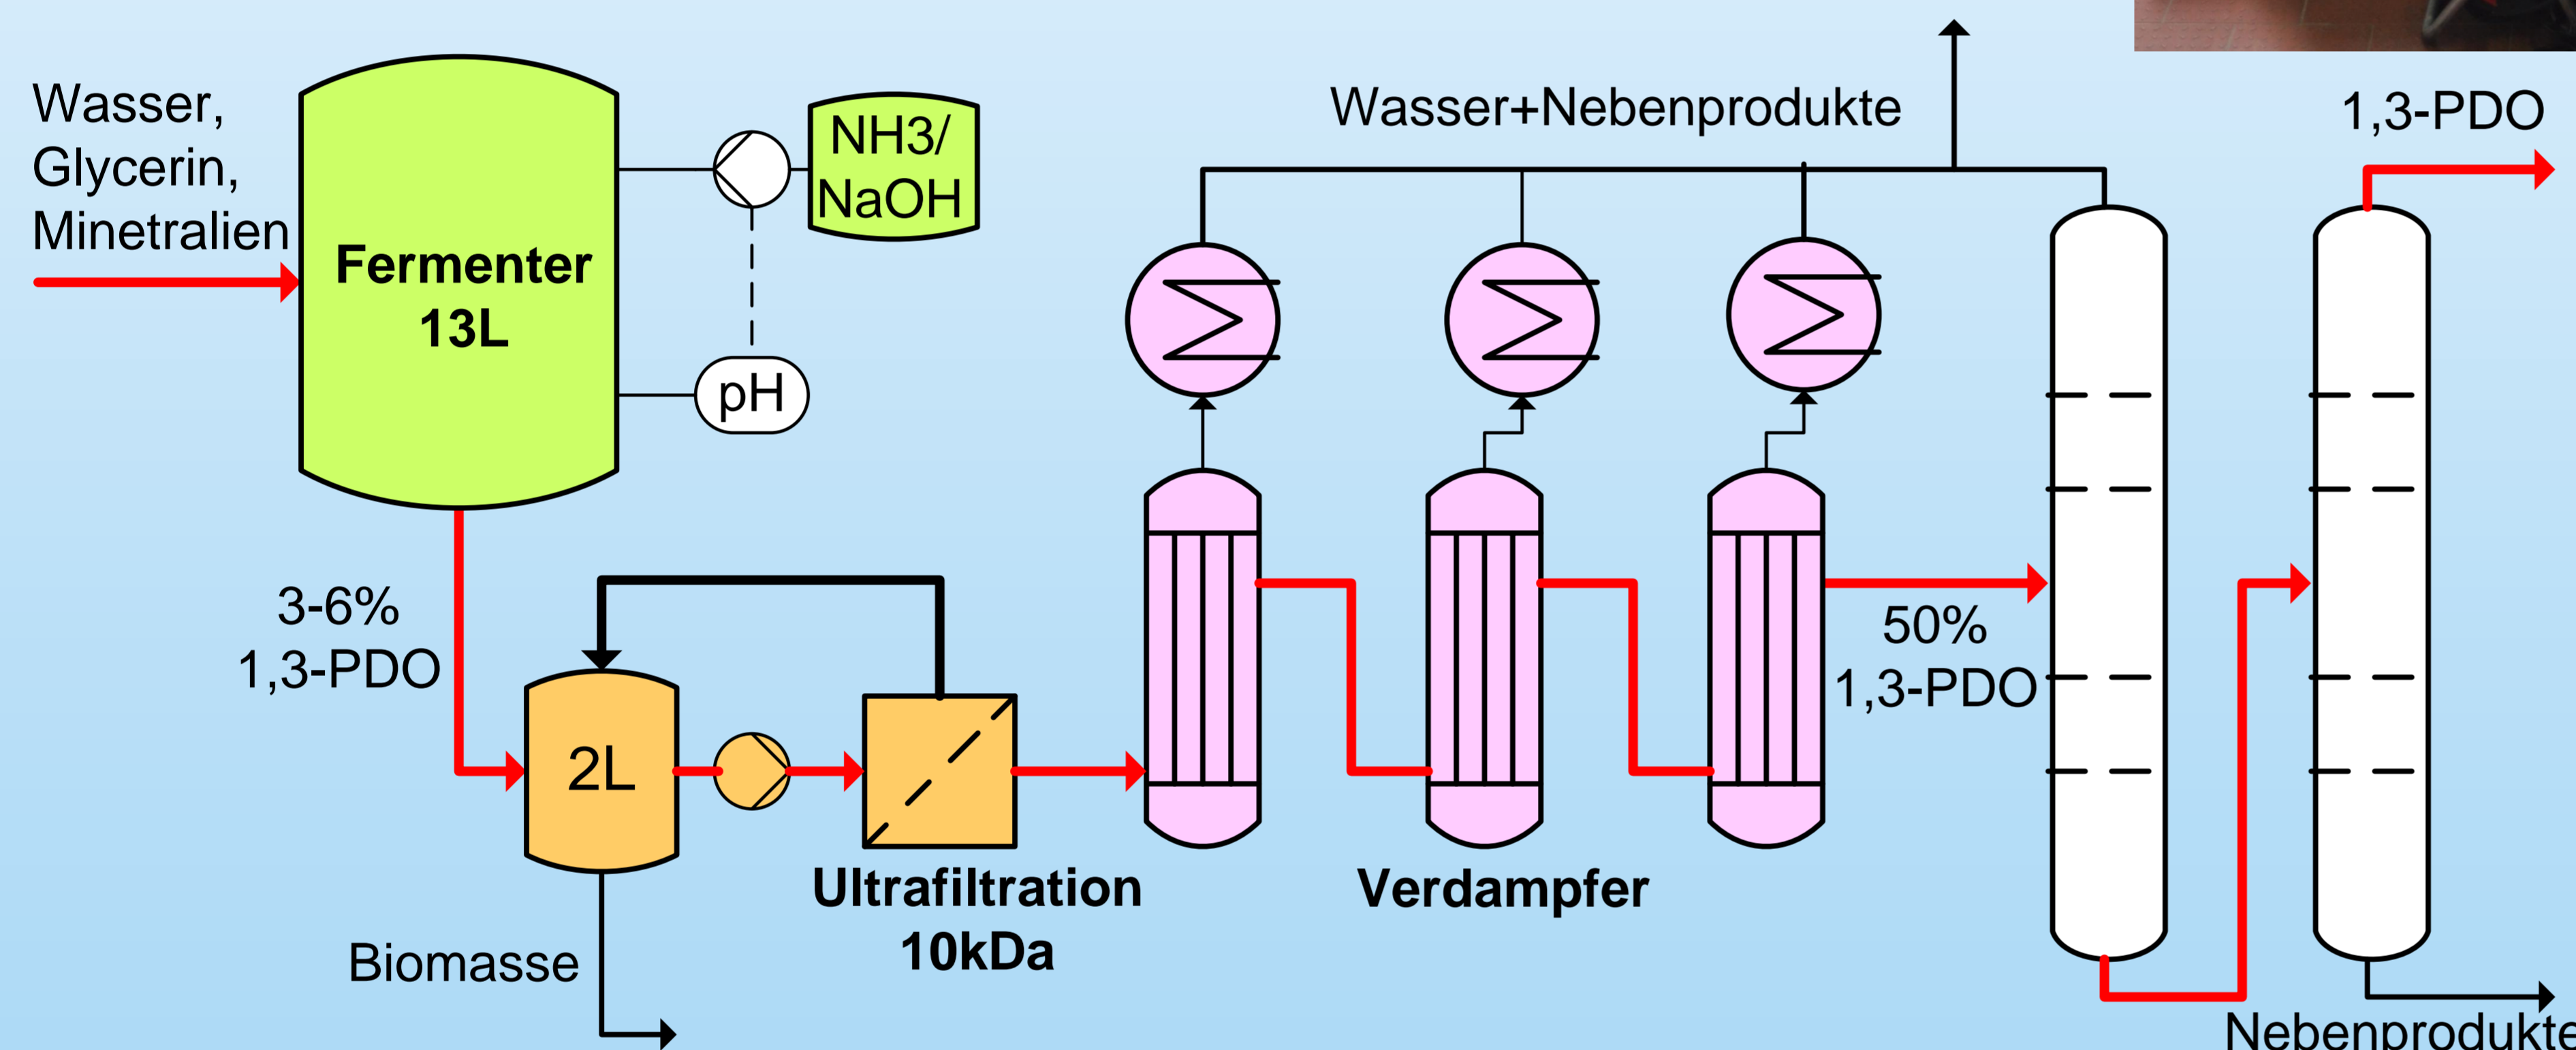 Wasser,
Glycerin,
Minetralien
Fermenter
13L
NH3/
NaOH
pH
3-6%
1,3-PDO
2L
Biomasse
Ultrafiltration
10kDa
Wasser+Nebenprodukte
Verdampfer
50%
1,3-PDO
1,3-PDO
Nebenprodukte